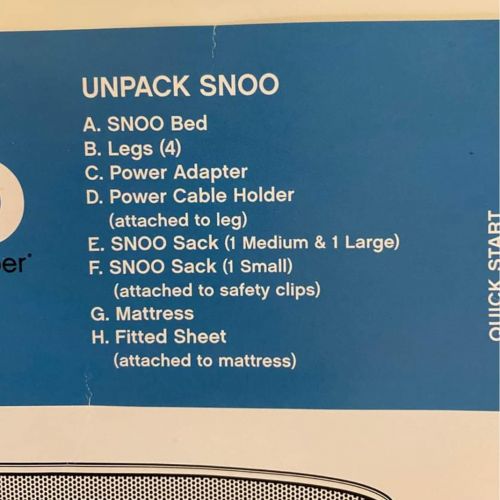 UNPACK SNOO
A. SNOO Bed
B. Legs (4)
C. Power Adapter
D. Power Cable Holder
(attached to leg)
E. SNOO Sack (1 Medium & 1 Large)
F. SNOO Sack (1 Small)
(attached to safety clips)
G. Mattress
H. Fitted Sheet
(attached to mattress)
QUICK START